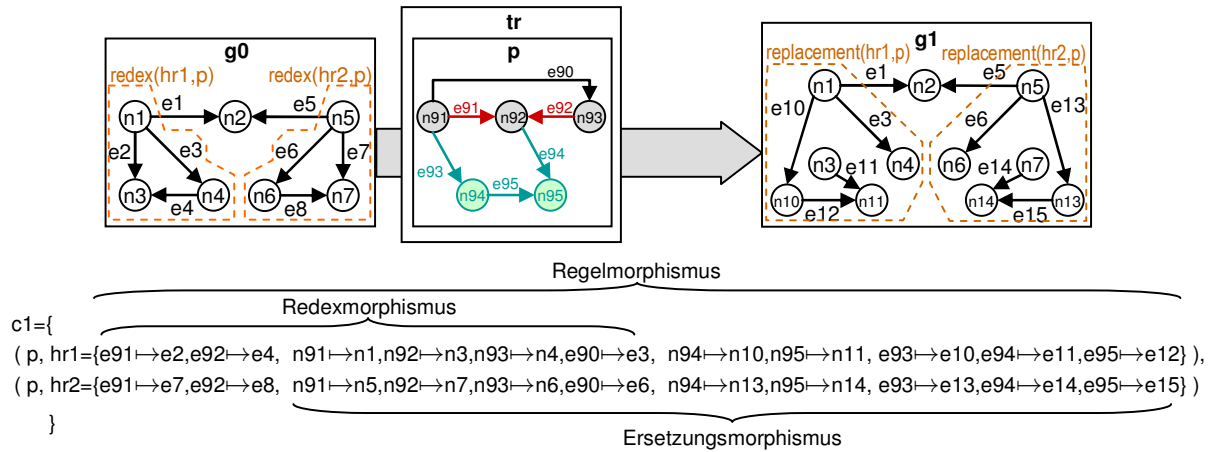 g0
redex(hr1,p) redex(hr2,p)
e1 e5
n1 n2 n5
e2 e3 e6 e7
n3 n4 n6 n7
e4 e8
tr
p
e90
e91 e92
n91 n92 n93
e93 e94
e95
n94 n95
g1
replacement(hr1,p) replacement(hr2,p)
e1 e5
n1 n2 n5
e10 e3 e6 e13
n3 n4 n6 n7
e11 e14
n10 n11 n14 n13
e12 e15
Regelmorphismus
Redexmorphismus
c1={
( p, hr1={e91↦e2,e92↦e4, n91↦n1,n92↦n3,n93↦n4,e90↦e3, n94↦n10,n95↦n11, e93↦e10,e94↦e11,e95↦e12} ),
( p, hr2={e91↦e7,e92↦e8, n91↦n5,n92↦n7,n93↦n6,e90↦e6, n94↦n13,n95↦n14, e93↦e13,e94↦e14,e95↦e15} )
}
Ersetzungsmorphismus